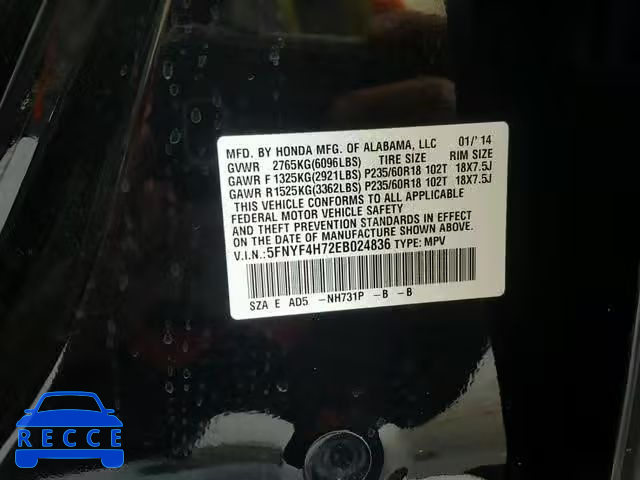 MFD. BY HONDA MFG. OF ALABAMA, LLC 01/'14
GVWR 2765KG(6096LBS) TIRE SIZE RIM SIZE
GAWR F1325KG(2921LBS) P235/60R18 102T 18X7.5J
GAWR R1525KG(3362LBS) P235/60R18 102T 18X7.5J
THIS VEHICLE CONFORMS TO ALL APPLICABLE
FEDERAL MOTOR VEHICLE SAFETY
AND THEFT PREVENTION STANDARDS IN EFFECT
ON THE DATE OF MANUFACTURE SHOWN ABOVE.
V.I.N.:5FNYF4H72EB024836 TYPE: MPV
SZA E AD5 -NH731P -B -B
RECCE